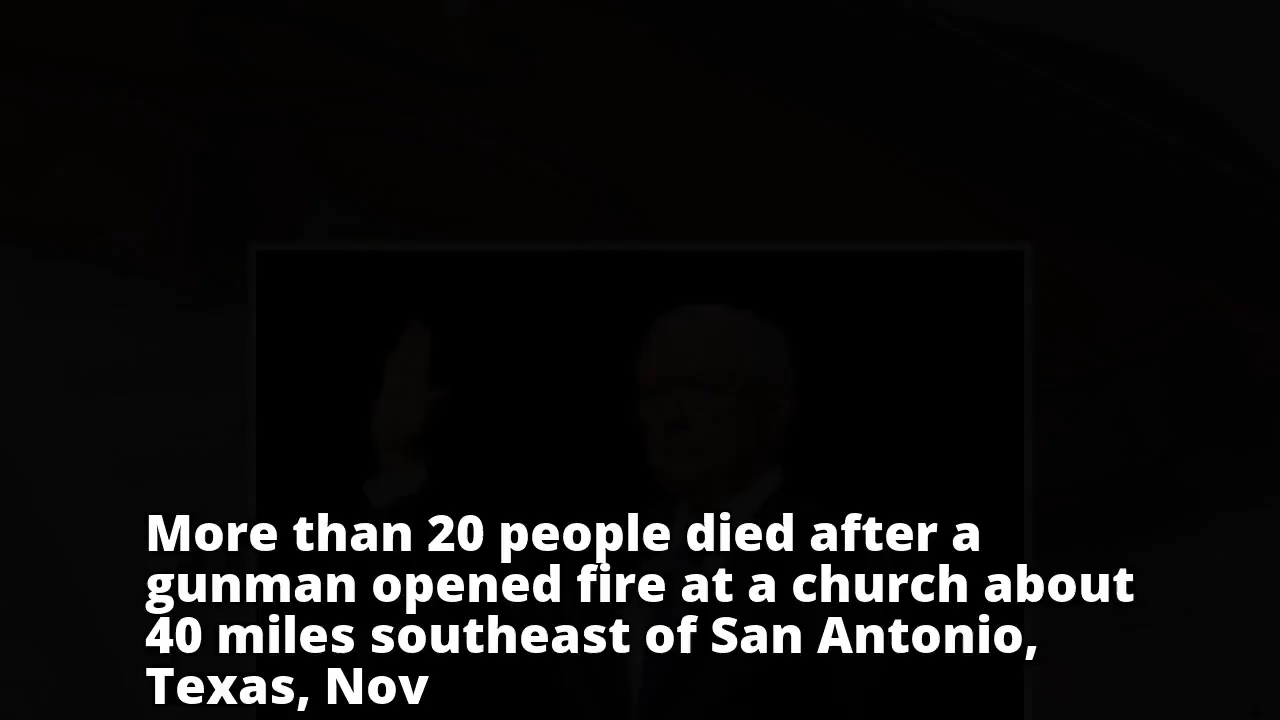 More than 20 people died after a
gunman opened fire at a church about
40 miles southeast of San Antonio,
Texas, Nov